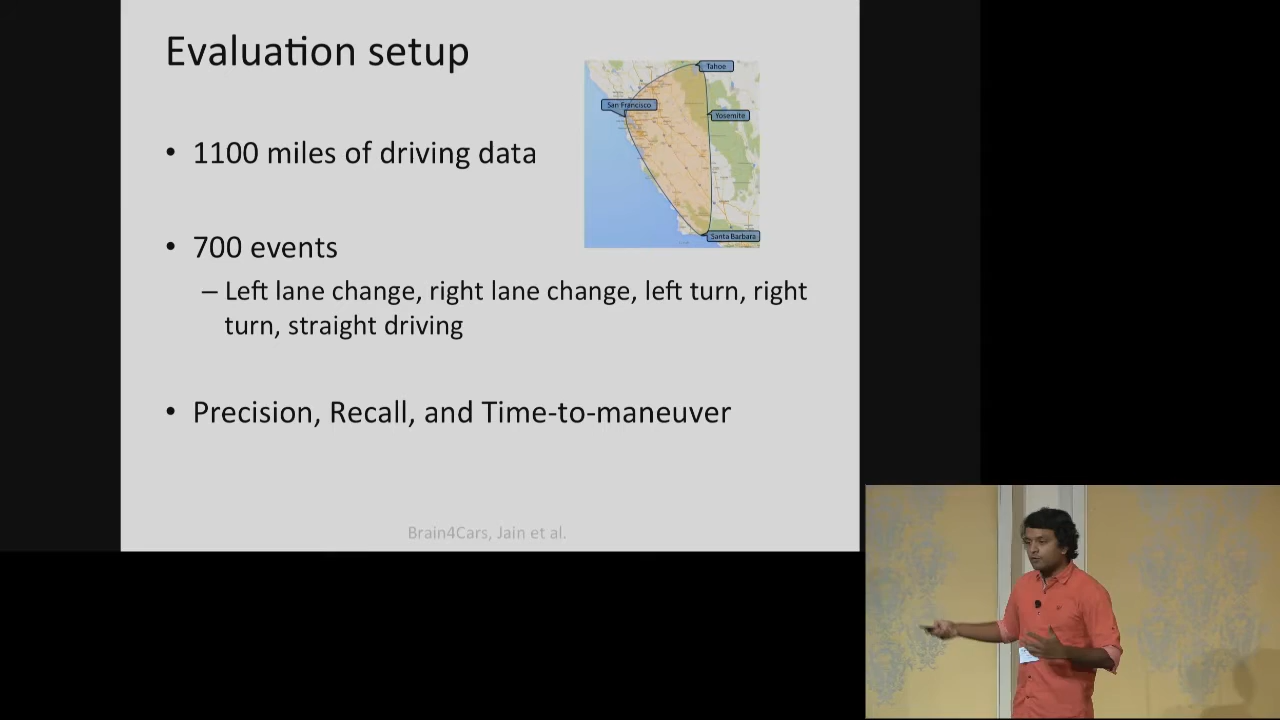 Evaluation setup
• 1100 miles of driving data
Tahoe
San Francisco
Yosemite
Santa Barbara
• 700 events
– Left lane change, right lane change, left turn, right
turn, straight driving
• Precision, Recall, and Time-to-maneuver
Brain4Cars, Jain et al.